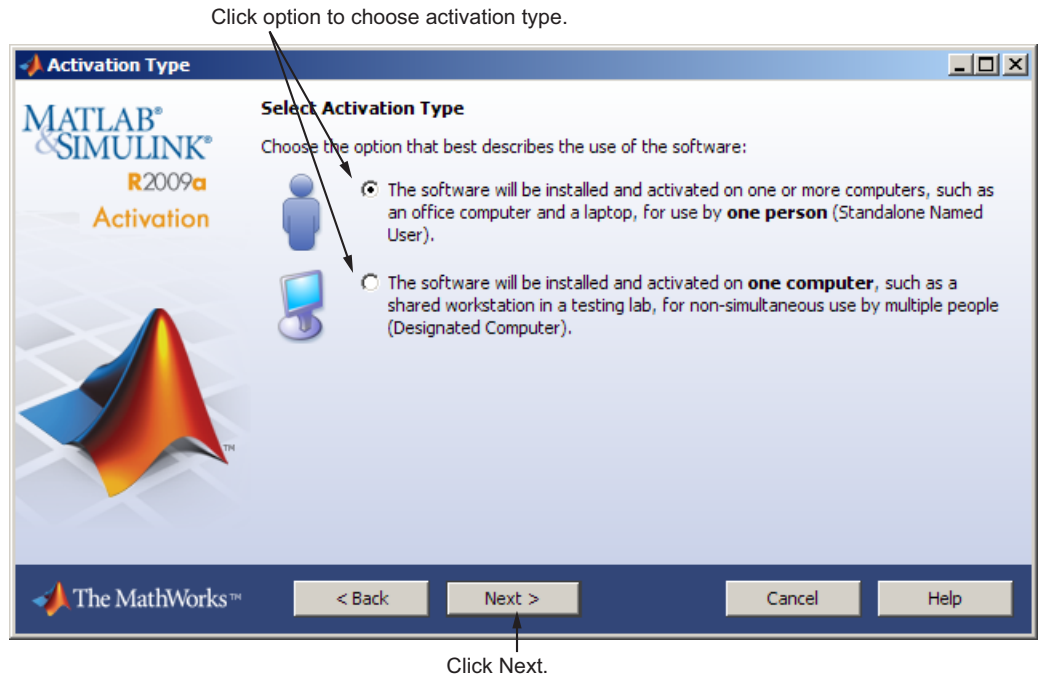 Click option to choose activation type.
Activation Type
MATLAB®
&SIMULINK®
R2009a
Activation
Select Activation Type
Choose the option that best describes the use of the software:
The software will be installed and activated on one or more computers, such as
an office computer and a laptop, for use by one person (Standalone Named
User).
The software will be installed and activated on one computer, such as a
shared workstation in a testing lab, for non-simultaneous use by multiple people
(Designated Computer).
TM
The MathWorks™
< Back
Next >
Cancel
Help
Click Next.